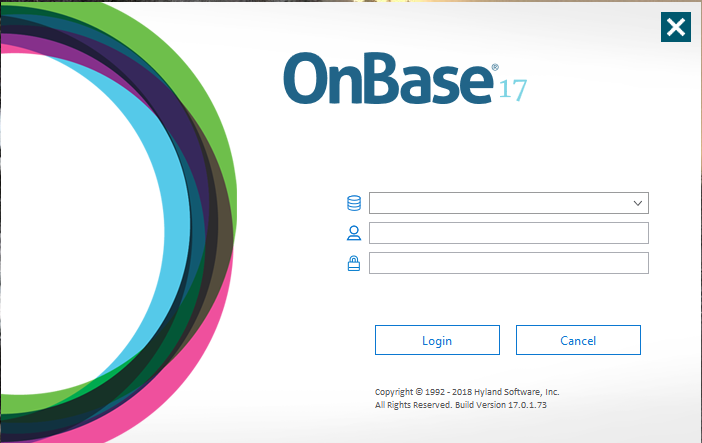 OnBase® 17
Login
Cancel
Copyright © 1992 - 2018 Hyland Software, Inc.
All Rights Reserved. Build Version 17.0.1.73